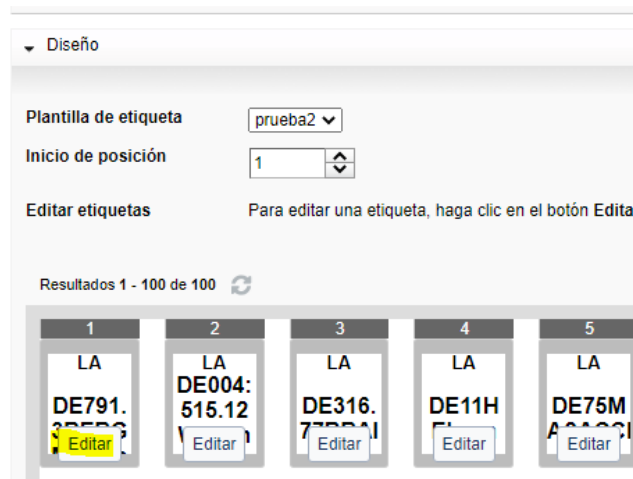 Diseño
Plantilla de etiqueta prueba2
Inicio de posición 1
Editar etiquetas Para editar una etiqueta, haga clic en el botón Edita
Resultados 1 - 100 de 100
1 2 3 4 5
LA LA LA LA LA
DE004:
DE791. 515.12 DE316. DE11H DE75M
Editar Editar Editar Editar Editar